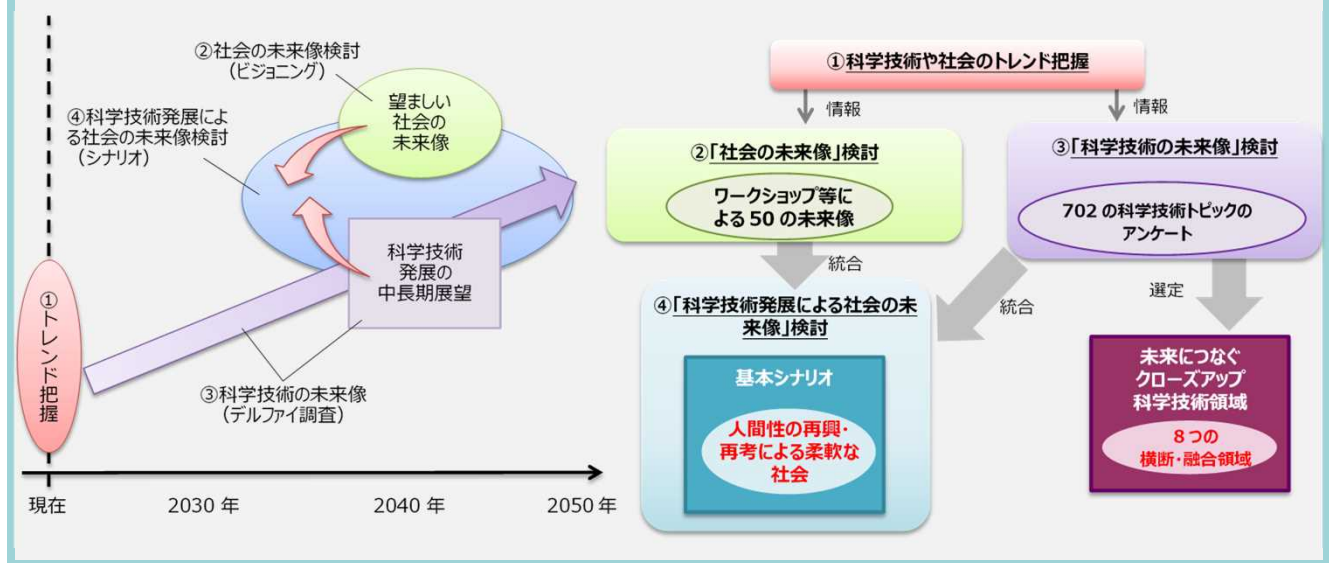 ②社会の未来像検討
（ビジョニング）
④科学技術発展によ
る社会の未来像検討
（シナリオ）
望ましい
社会の
未来像
科学技術
発展の
中長期展望
①トレンド把握
③科学技術の未来像
（デルファイ調査）
現在
2030 年
2040 年
2050 年
①科学技術や社会のトレンド把握
情報
情報
②「社会の未来像」検討
ワークショップ等に
よる 50 の未来像
③「科学技術の未来像」検討
702 の科学技術トピックの
アンケート
統合
統合
選定
④「科学技術発展による社会の未
来像」検討
基本シナリオ
人間性の再興・
再考による柔軟な
社会
未来につなぐ
クローズアップ
科学技術領域
８つの
横断・融合領域